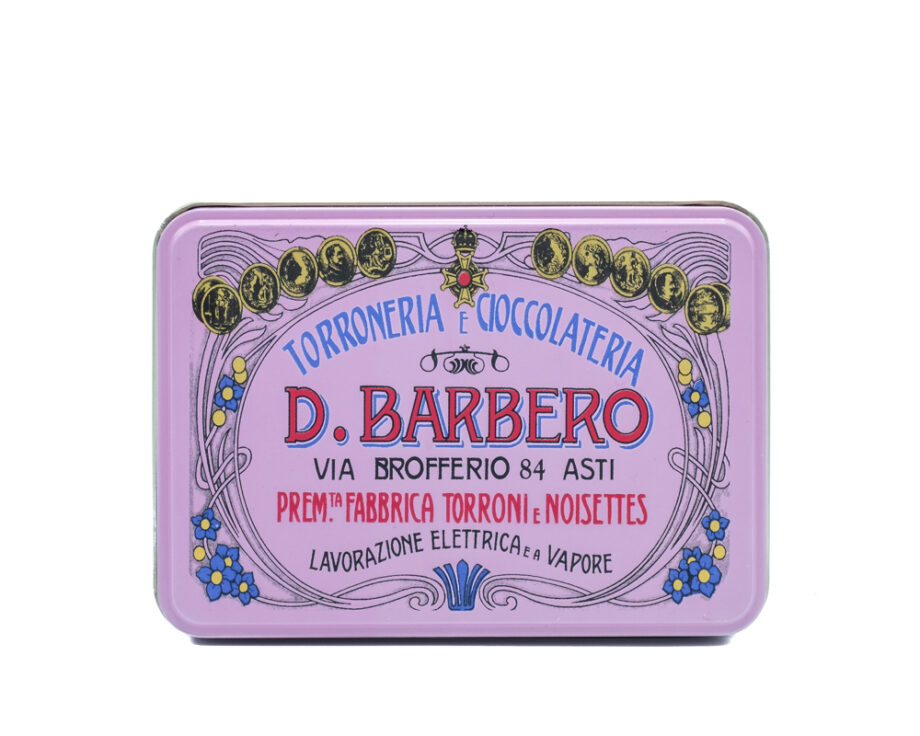 TORRONERIA E CIOCCOLATERIA
D. BARBERO
VIA BROFFERIO 84 ASTI
PREM.TA FABBRICA TORRONI E NOISETTES
LAVORAZIONE ELETTRICA E A VAPORE